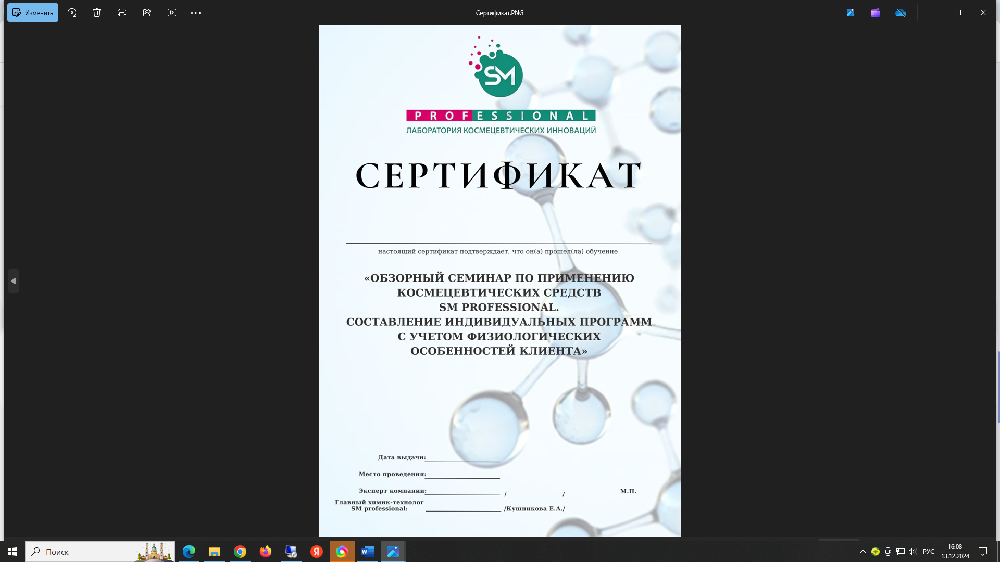 Изменить
Сертификат.PNG
SM
PROFESSIONAL
ЛАБОРАТОРИЯ КОСМЕЦЕВТИЧЕСКИХ ИННОВАЦИЙ
СЕРТИФИКАТ
настоящий сертификат подтверждает, что он(а) прошел(ла) обучение
«ОБЗОРНЫЙ СЕМИНАР ПО ПРИМЕНЕНИЮ
КОСМЕЦЕВТИЧЕСКИХ СРЕДСТВ
SM PROFESSIONAL.
СОСТАВЛЕНИЕ ИНДИВИДУАЛЬНЫХ ПРОГРАММ
С УЧЕТОМ ФИЗИОЛОГИЧЕСКИХ
ОСОБЕННОСТЕЙ КЛИЕНТА»
Дата выдачи:
Место проведения:
Эксперт компании: / / М.П.
Главный химик-технолог
SM professional: /Кушникова Е.А./
Поиск
РУС
16:08
13.12.2024